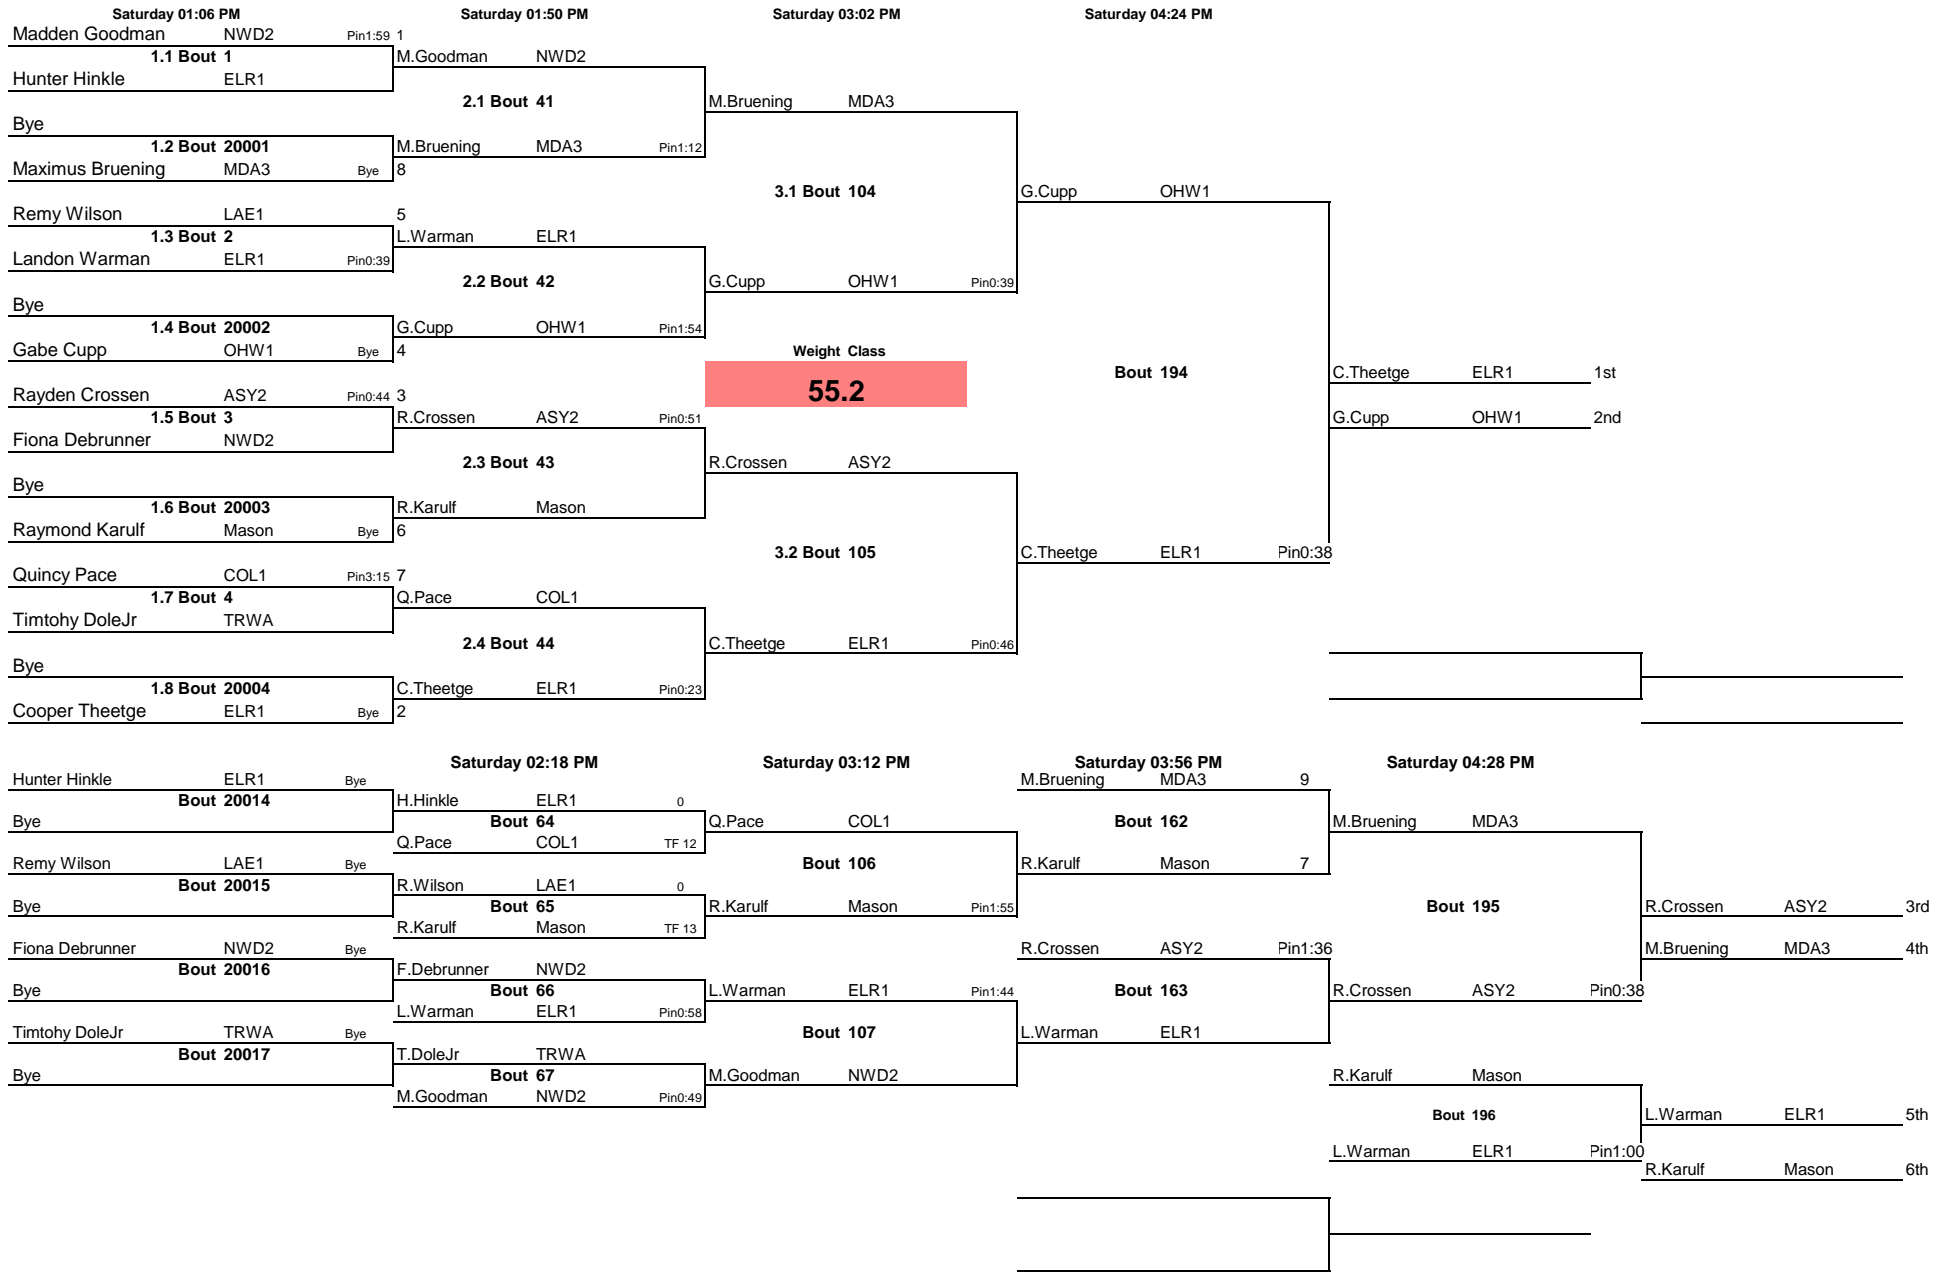 Saturday 01:06 PM Saturday 01:50 PM Saturday 03:02 PM Saturday 04:24 PM
Madden Goodman NWD2 Pin1:59 1
1.1 Bout 1 M.Goodman NWD2
Hunter Hinkle ELR1
2.1 Bout 41 M.Bruening MDA3
Bye
1.2 Bout 20001 M.Bruening MDA3 Pin1:12
Maximus Bruening MDA3 Bye 8
3.1 Bout 104 G.Cupp OHW1
Remy Wilson LAE1 5
1.3 Bout 2 L.Warman ELR1
Landon Warman ELR1 Pin0:39
2.2 Bout 42 G.Cupp OHW1 Pin0:39
Bye
1.4 Bout 20002 G.Cupp OHW1 Pin1:54
Gabe Cupp OHW1 Bye 4 Weight Class
Bout 194 C.Theetge ELR1 1st
55.2
Rayden Crossen ASY2 Pin0:44 3
1.5 Bout 3 R.Crossen ASY2 Pin0:51 G.Cupp OHW1 2nd
Fiona Debrunner NWD2
2.3 Bout 43 R.Crossen ASY2
Bye
1.6 Bout 20003 R.Karulf Mason
Raymond Karulf Mason Bye 6
3.2 Bout 105 C.Theetge ELR1 Pin0:38
Quincy Pace COL1 Pin3:15 7
1.7 Bout 4 Q.Pace COL1
Timtohy DoleJr TRWA
2.4 Bout 44 C.Theetge ELR1 Pin0:46
Bye
1.8 Bout 20004 C.Theetge ELR1 Pin0:23
Cooper Theetge ELR1 Bye 2
Saturday 02:18 PM Saturday 03:12 PM Saturday 03:56 PM Saturday 04:28 PM
Hunter Hinkle ELR1 Bye M.Bruening MDA3 9
Bout 20014 H.Hinkle ELR1 0
Bye Bout 64 Q.Pace COL1 Bout 162 M.Bruening MDA3
Q.Pace COL1 TF 12
Remy Wilson LAE1 Bye Bout 106 R.Karulf Mason 7
Bout 20015 R.Wilson LAE1 0
Bye Bout 65 R.Karulf Mason Pin1:55 Bout 195 R.Crossen ASY2 3rd
R.Karulf Mason TF 13
Fiona Debrunner NWD2 Bye R.Crossen ASY2 Pin1:36 M.Bruening MDA3 4th
Bout 20016 F.Debrunner NWD2
Bye Bout 66 L.Warman ELR1 Pin1:44 Bout 163 R.Crossen ASY2 Pin0:38
L.Warman ELR1 Pin0:58
Timtohy DoleJr TRWA Bye Bout 107 L.Warman ELR1
Bout 20017 T.DoleJr TRWA
Bye Bout 67 M.Goodman NWD2 R.Karulf Mason
M.Goodman NWD2 Pin0:49
Bout 196 L.Warman ELR1 5th
L.Warman ELR1 Pin1:00
R.Karulf Mason 6th